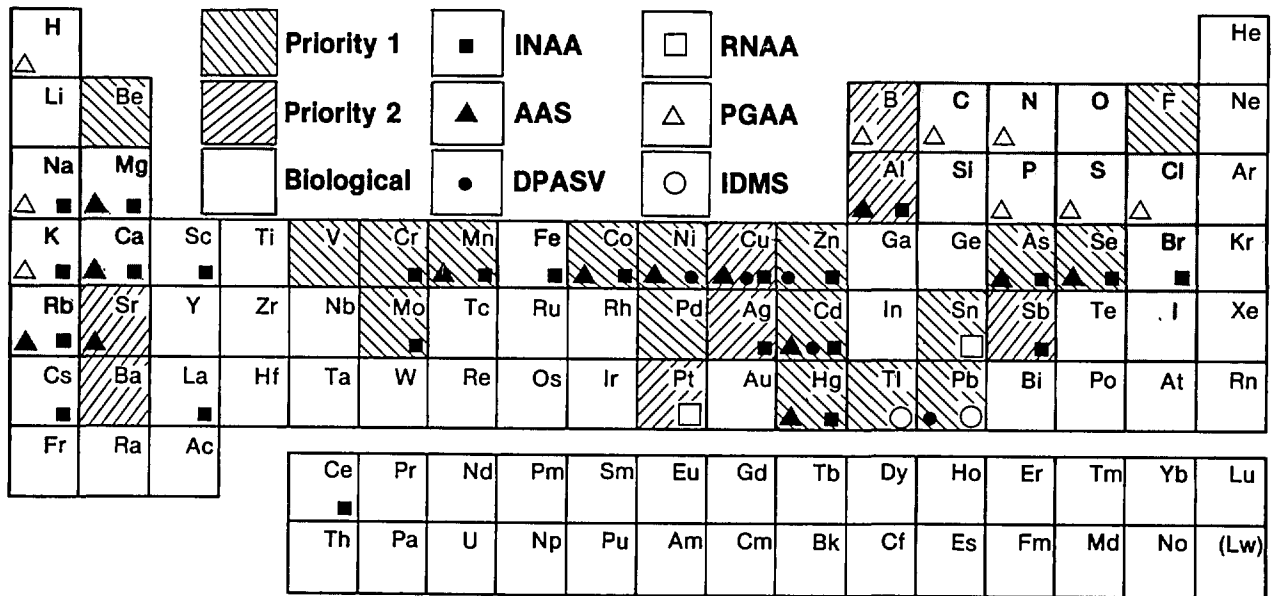 H He
Priority 1 INAA RNAA
Li Be B C N O F Ne
Priority 2 AAS PGAA
Na Mg Al Si P S Cl Ar
Biological DPASV IDMS
K Ca Sc Ti V Cr Mn Fe Co Ni Cu Zn Ga Ge As Se Br Kr
Rb Sr Y Zr Nb Mo Tc Ru Rh Pd Ag Cd In Sn Sb Te I Xe
Cs Ba La Hf Ta W Re Os Ir Pt Au Hg Tl Pb Bi Po At Rn
Fr Ra Ac
Ce Pr Nd Pm Sm Eu Gd Tb Dy Ho Er Tm Yb Lu
Th Pa U Np Pu Am Cm Bk Cf Es Fm Md No (Lw)